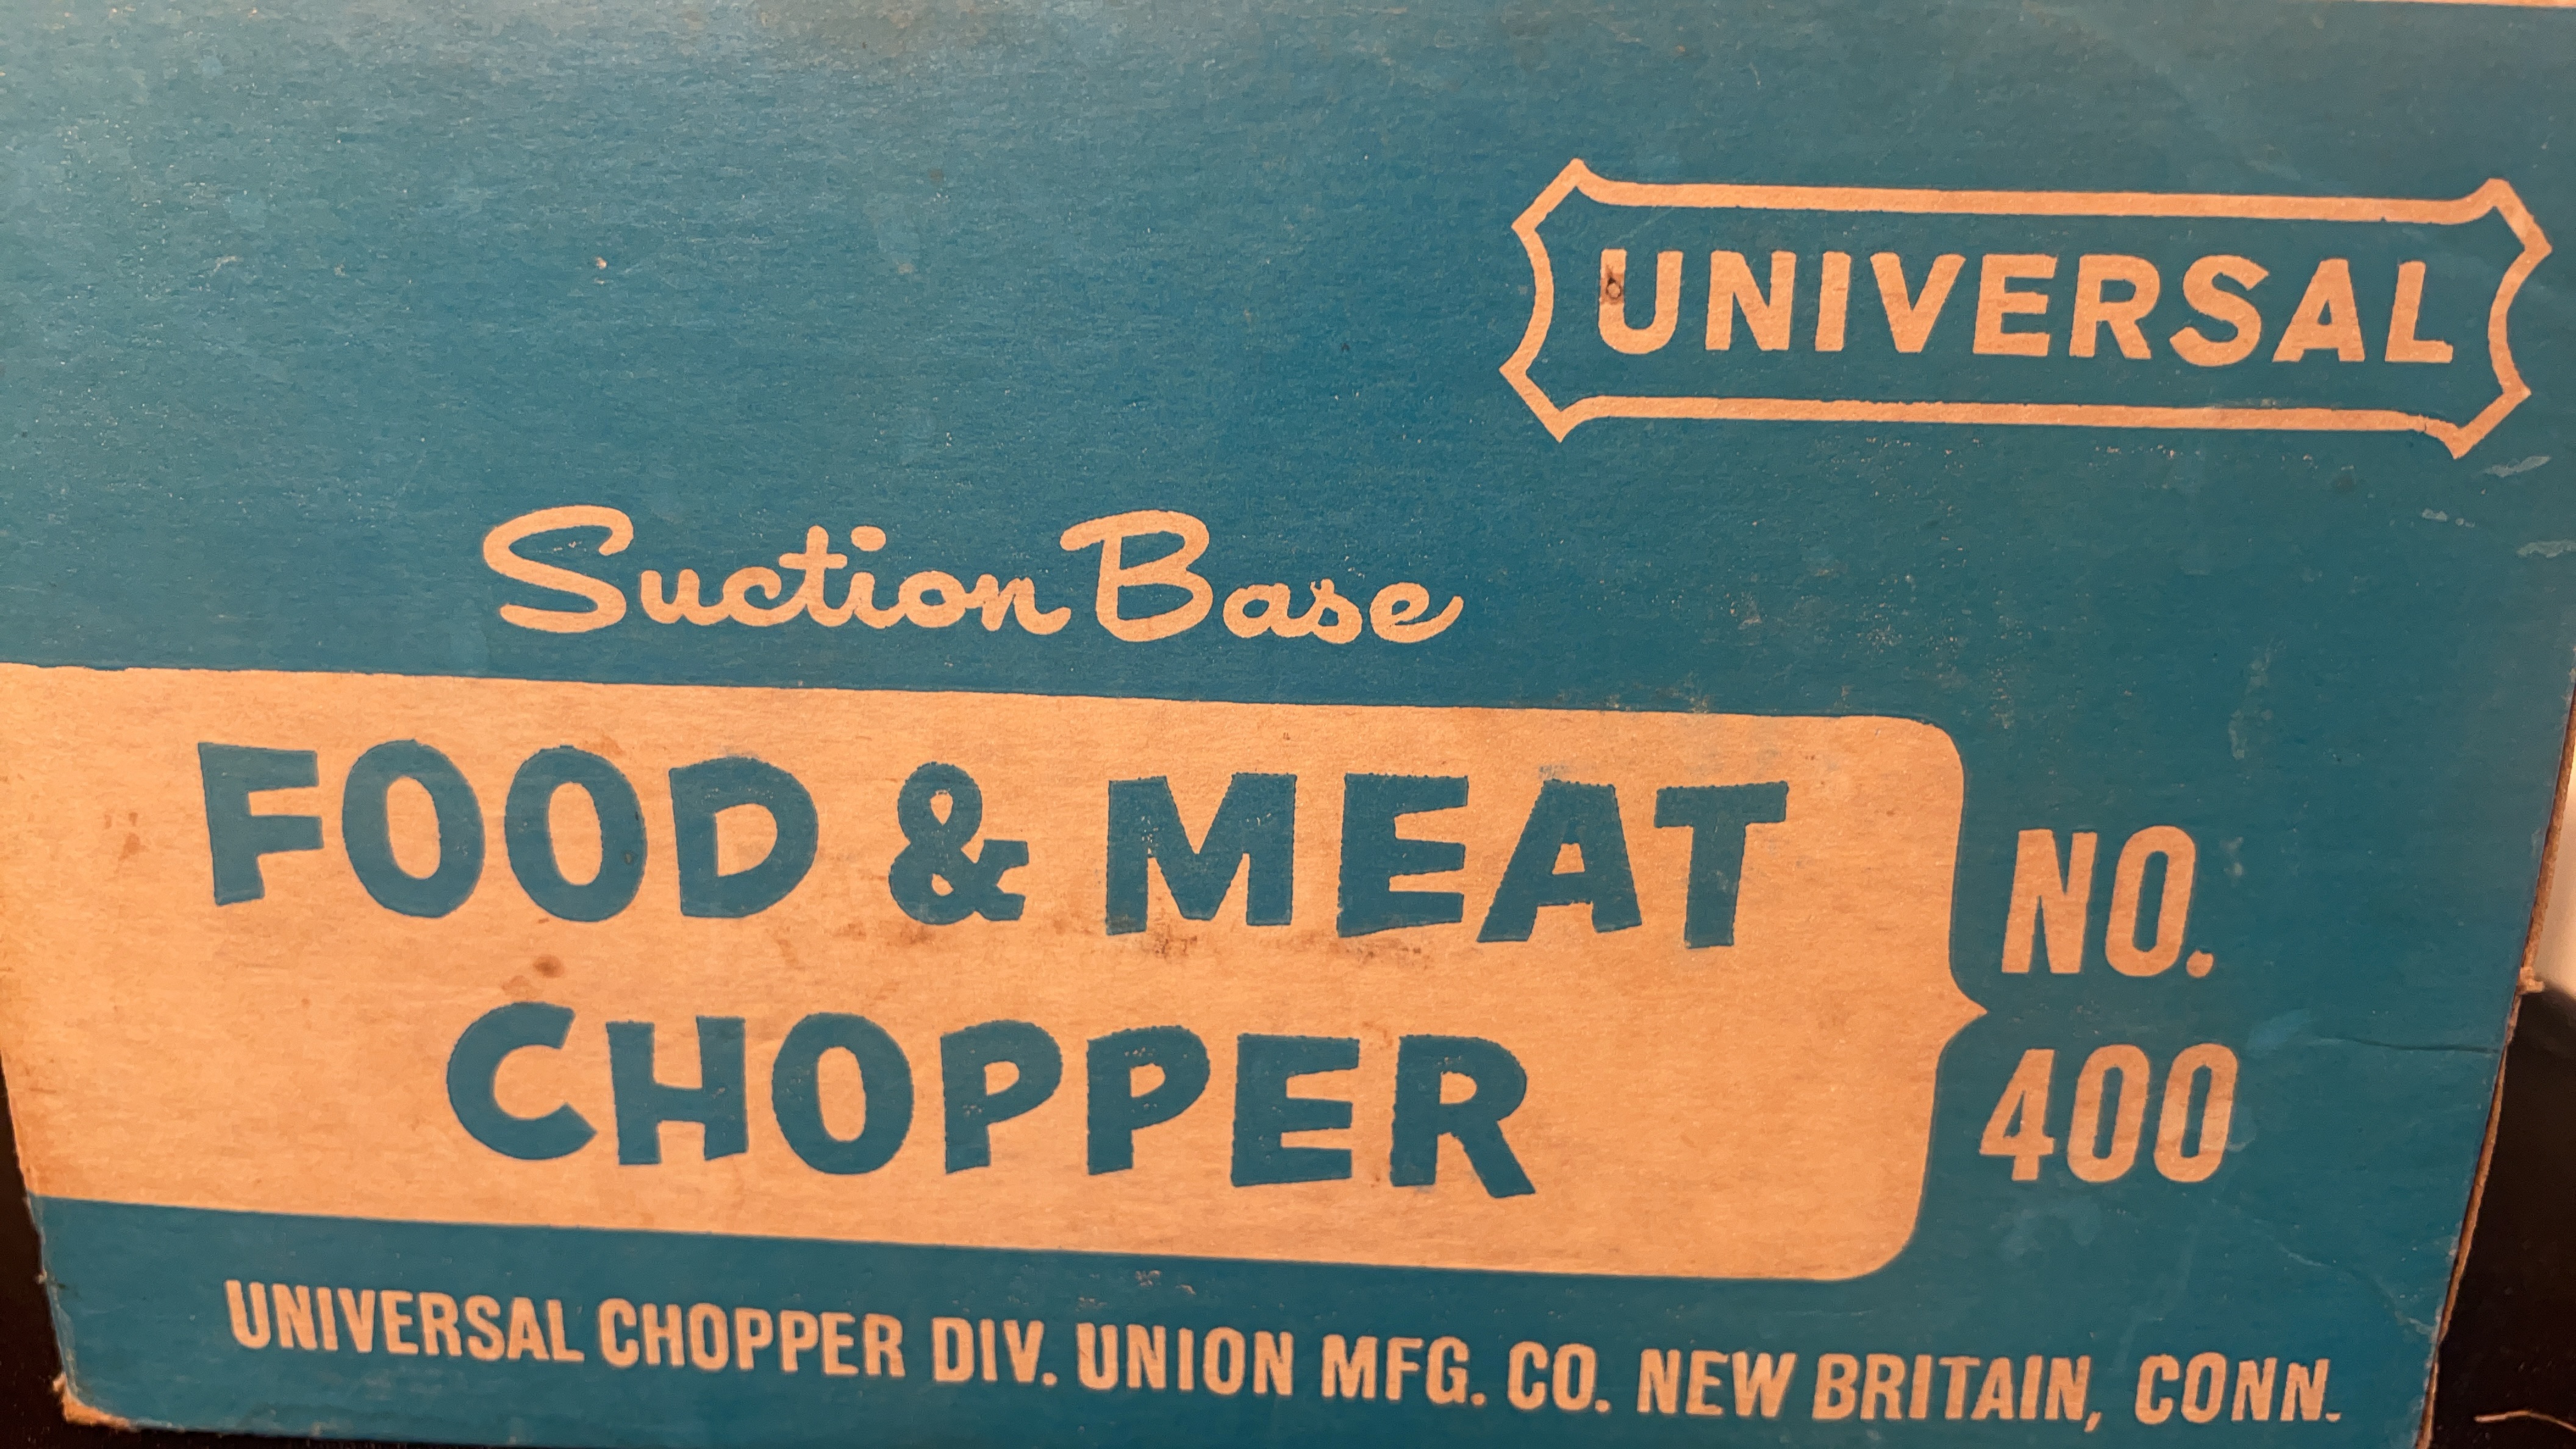 UNIVERSAL
Suction Base
FOOD & MEAT
CHOPPER
NO.
400
UNIVERSAL CHOPPER DIV. UNION MFG. CO. NEW BRITAIN, CONN.